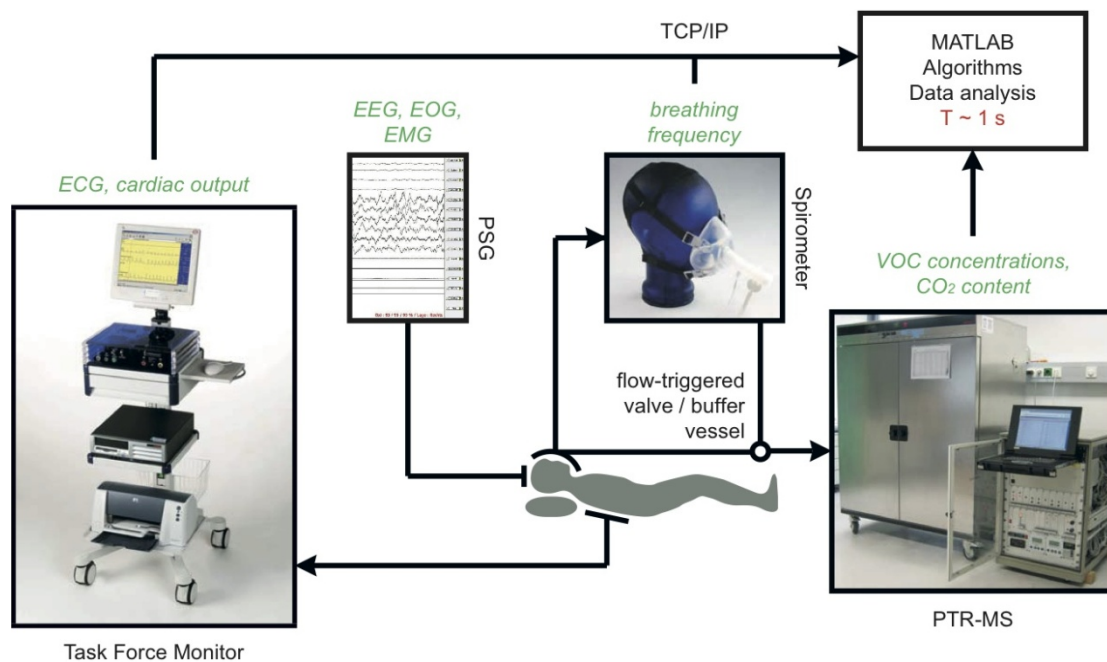 TCP/IP
MATLAB
Algorithms
Data analysis
T ~ 1 s
EEG, EOG,
EMG
breathing
frequency
ECG, cardiac output
PSG
Spirometer
VOC concentrations,
CO₂ content
flow-triggered
valve / buffer
vessel
PTR-MS
Task Force Monitor